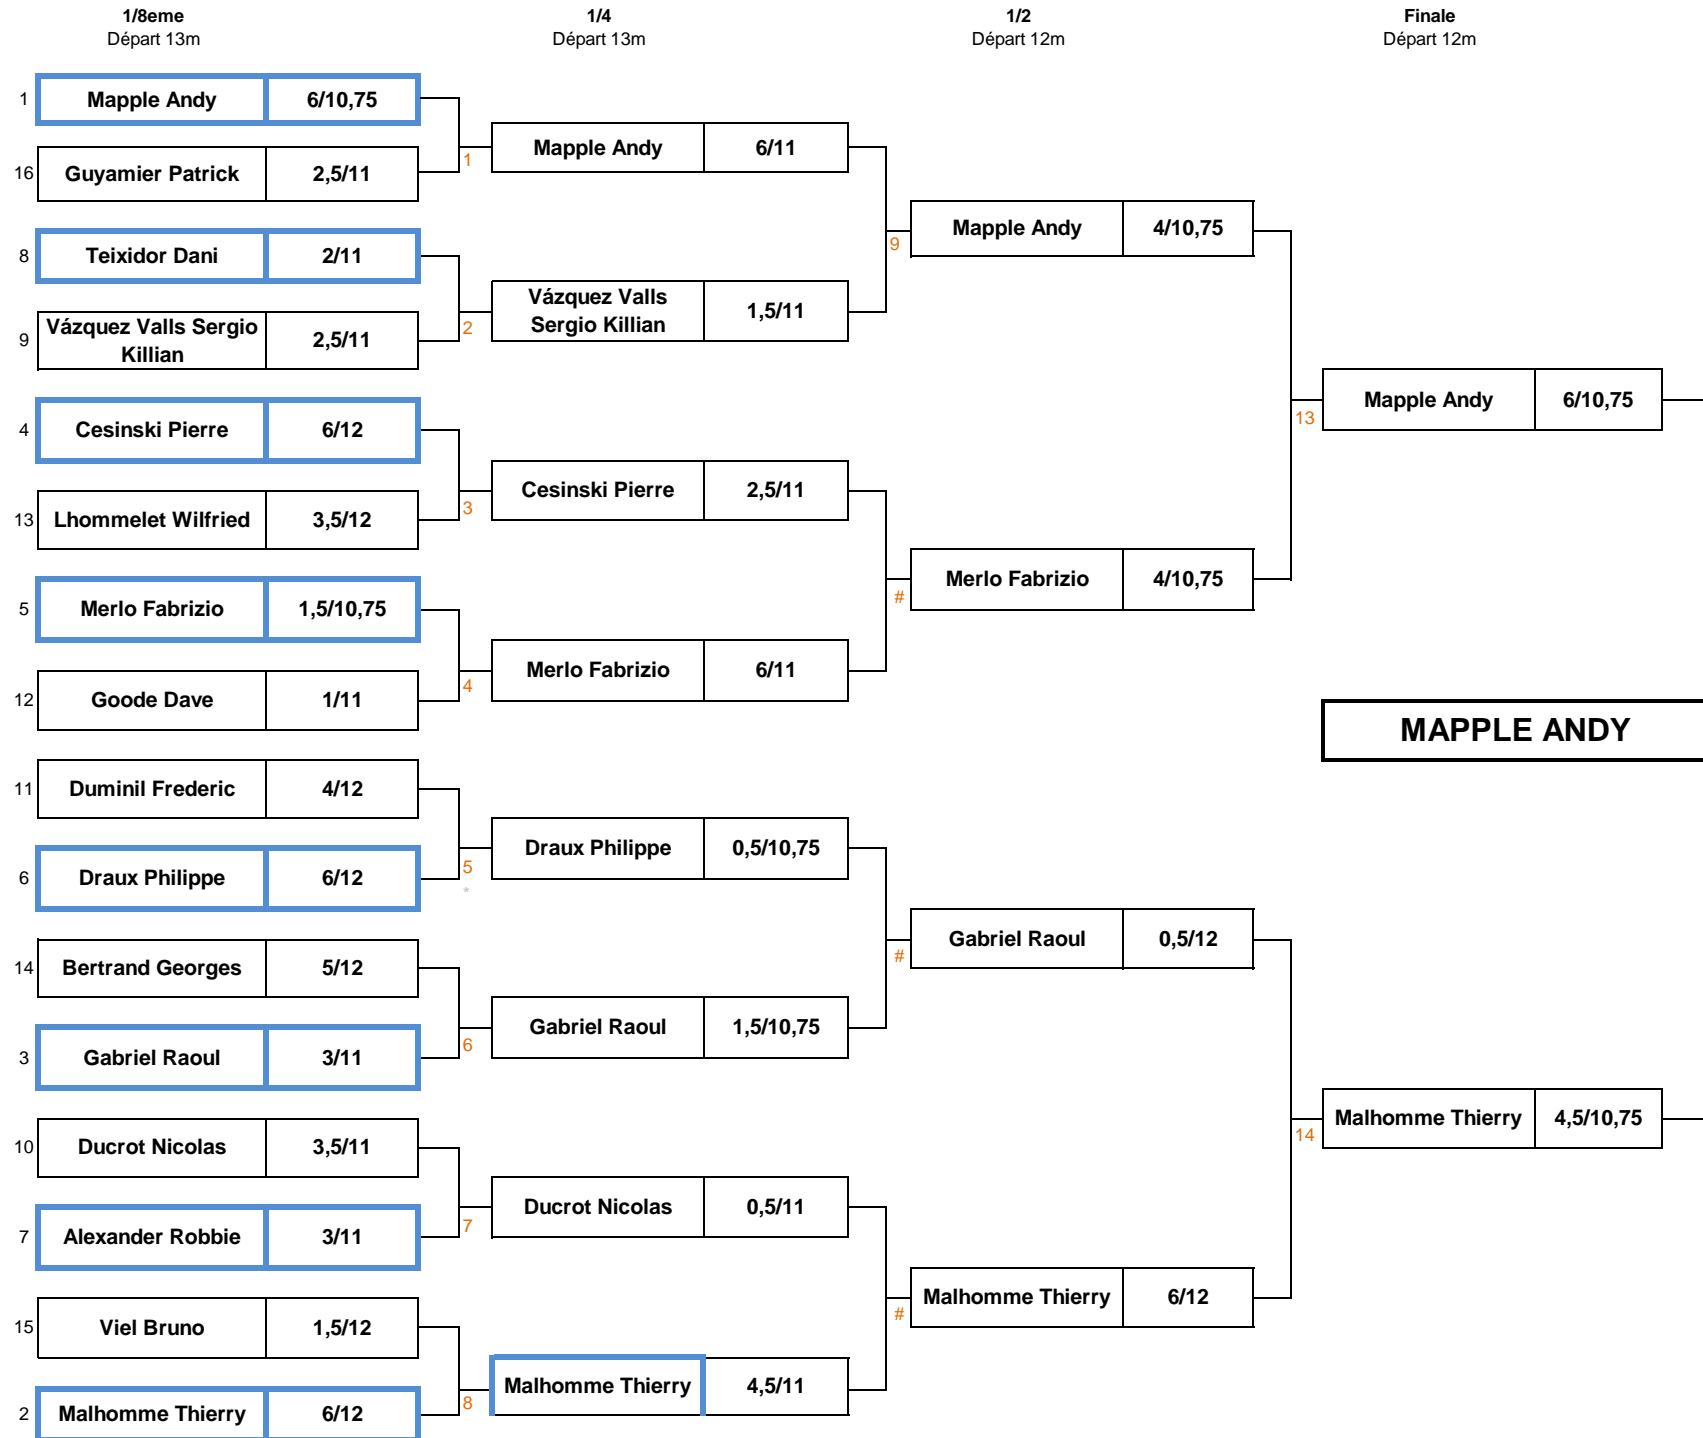 1/8eme
Départ 13m
1/4
Départ 13m
1/2
Départ 12m
Finale
Départ 12m
1 Mapple Andy 6/10,75
16 Guyamier Patrick 2,5/11
1
Mapple Andy 6/11
8 Teixidor Dani 2/11
9 Vázquez Valls Sergio
Killian 2,5/11
2
Vázquez Valls
Sergio Killian 1,5/11
9
Mapple Andy 4/10,75
4 Cesinski Pierre 6/12
13 Lhommelet Wilfried 3,5/12
3
Cesinski Pierre 2,5/11
5 Merlo Fabrizio 1,5/10,75
12 Goode Dave 1/11
4
Merlo Fabrizio 6/11
#
Merlo Fabrizio 4/10,75
13
Mapple Andy 6/10,75
MAPPLE ANDY
11 Duminil Frederic 4/12
6 Draux Philippe 6/12
5
*
Draux Philippe 0,5/10,75
14 Bertrand Georges 5/12
3 Gabriel Raoul 3/11
6
Gabriel Raoul 1,5/10,75
#
Gabriel Raoul 0,5/12
10 Ducrot Nicolas 3,5/11
7 Alexander Robbie 3/11
7
Ducrot Nicolas 0,5/11
15 Viel Bruno 1,5/12
2 Malhomme Thierry 6/12
8
Malhomme Thierry 4,5/11
#
Malhomme Thierry 6/12
14
Malhomme Thierry 4,5/10,75